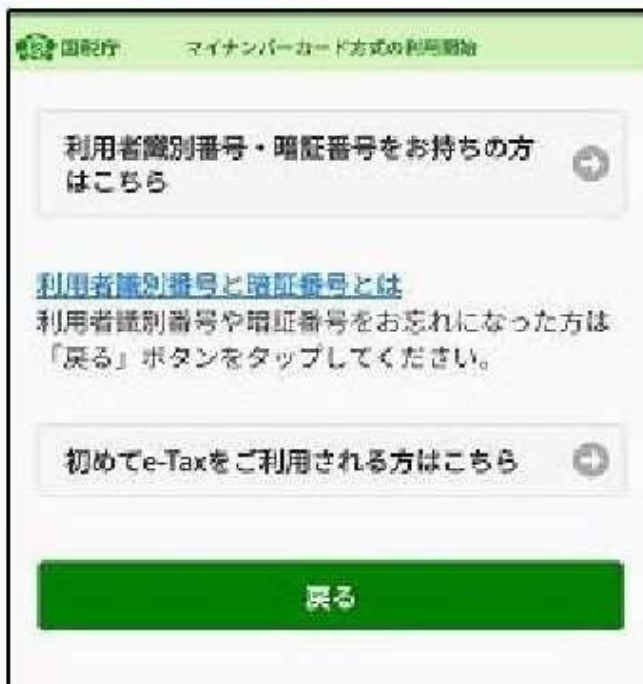 国税庁 マイナンバーカード方式の利用開始
利用者識別番号・暗証番号をお持ちの方
はこちら
利用者識別番号と暗証番号とは
利用者識別番号や暗証番号をお忘れになった方は
「戻る」ボタンをタップしてください。
初めてe-Taxをご利用される方はこちら
戻る